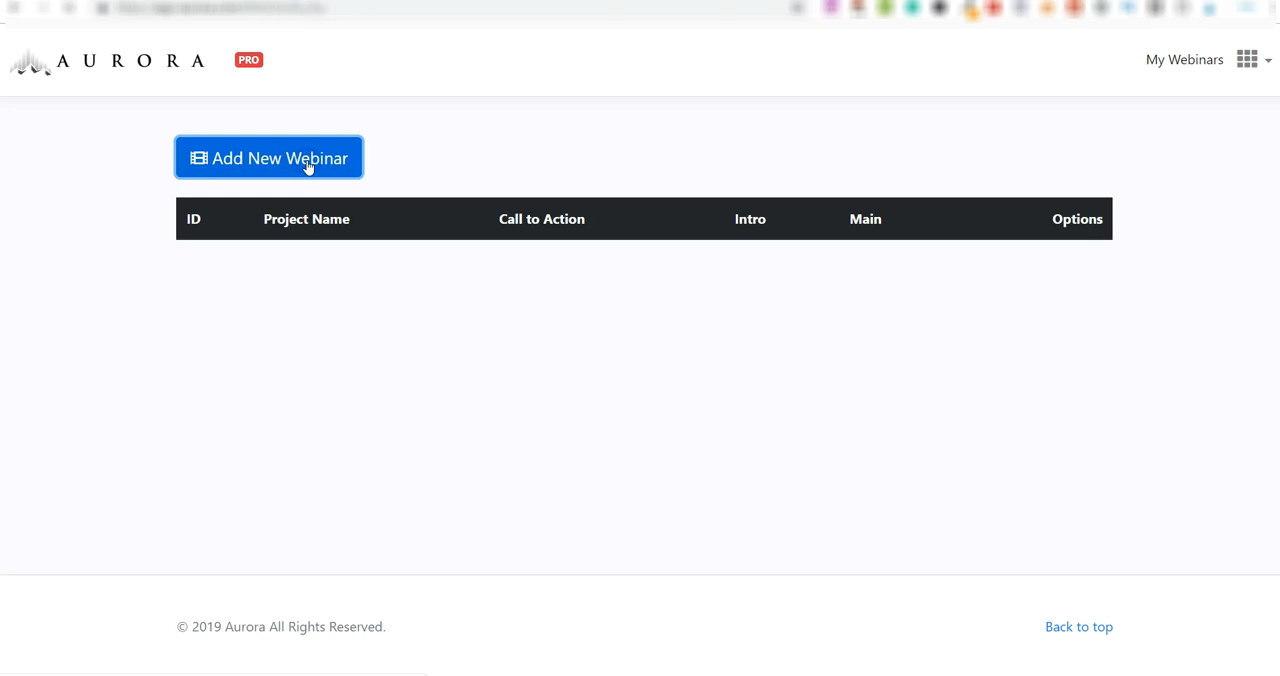 AURORA PRO My Webinars
Add New Webinar
ID Project Name Call to Action Intro Main Options
© 2019 Aurora All Rights Reserved. Back to top